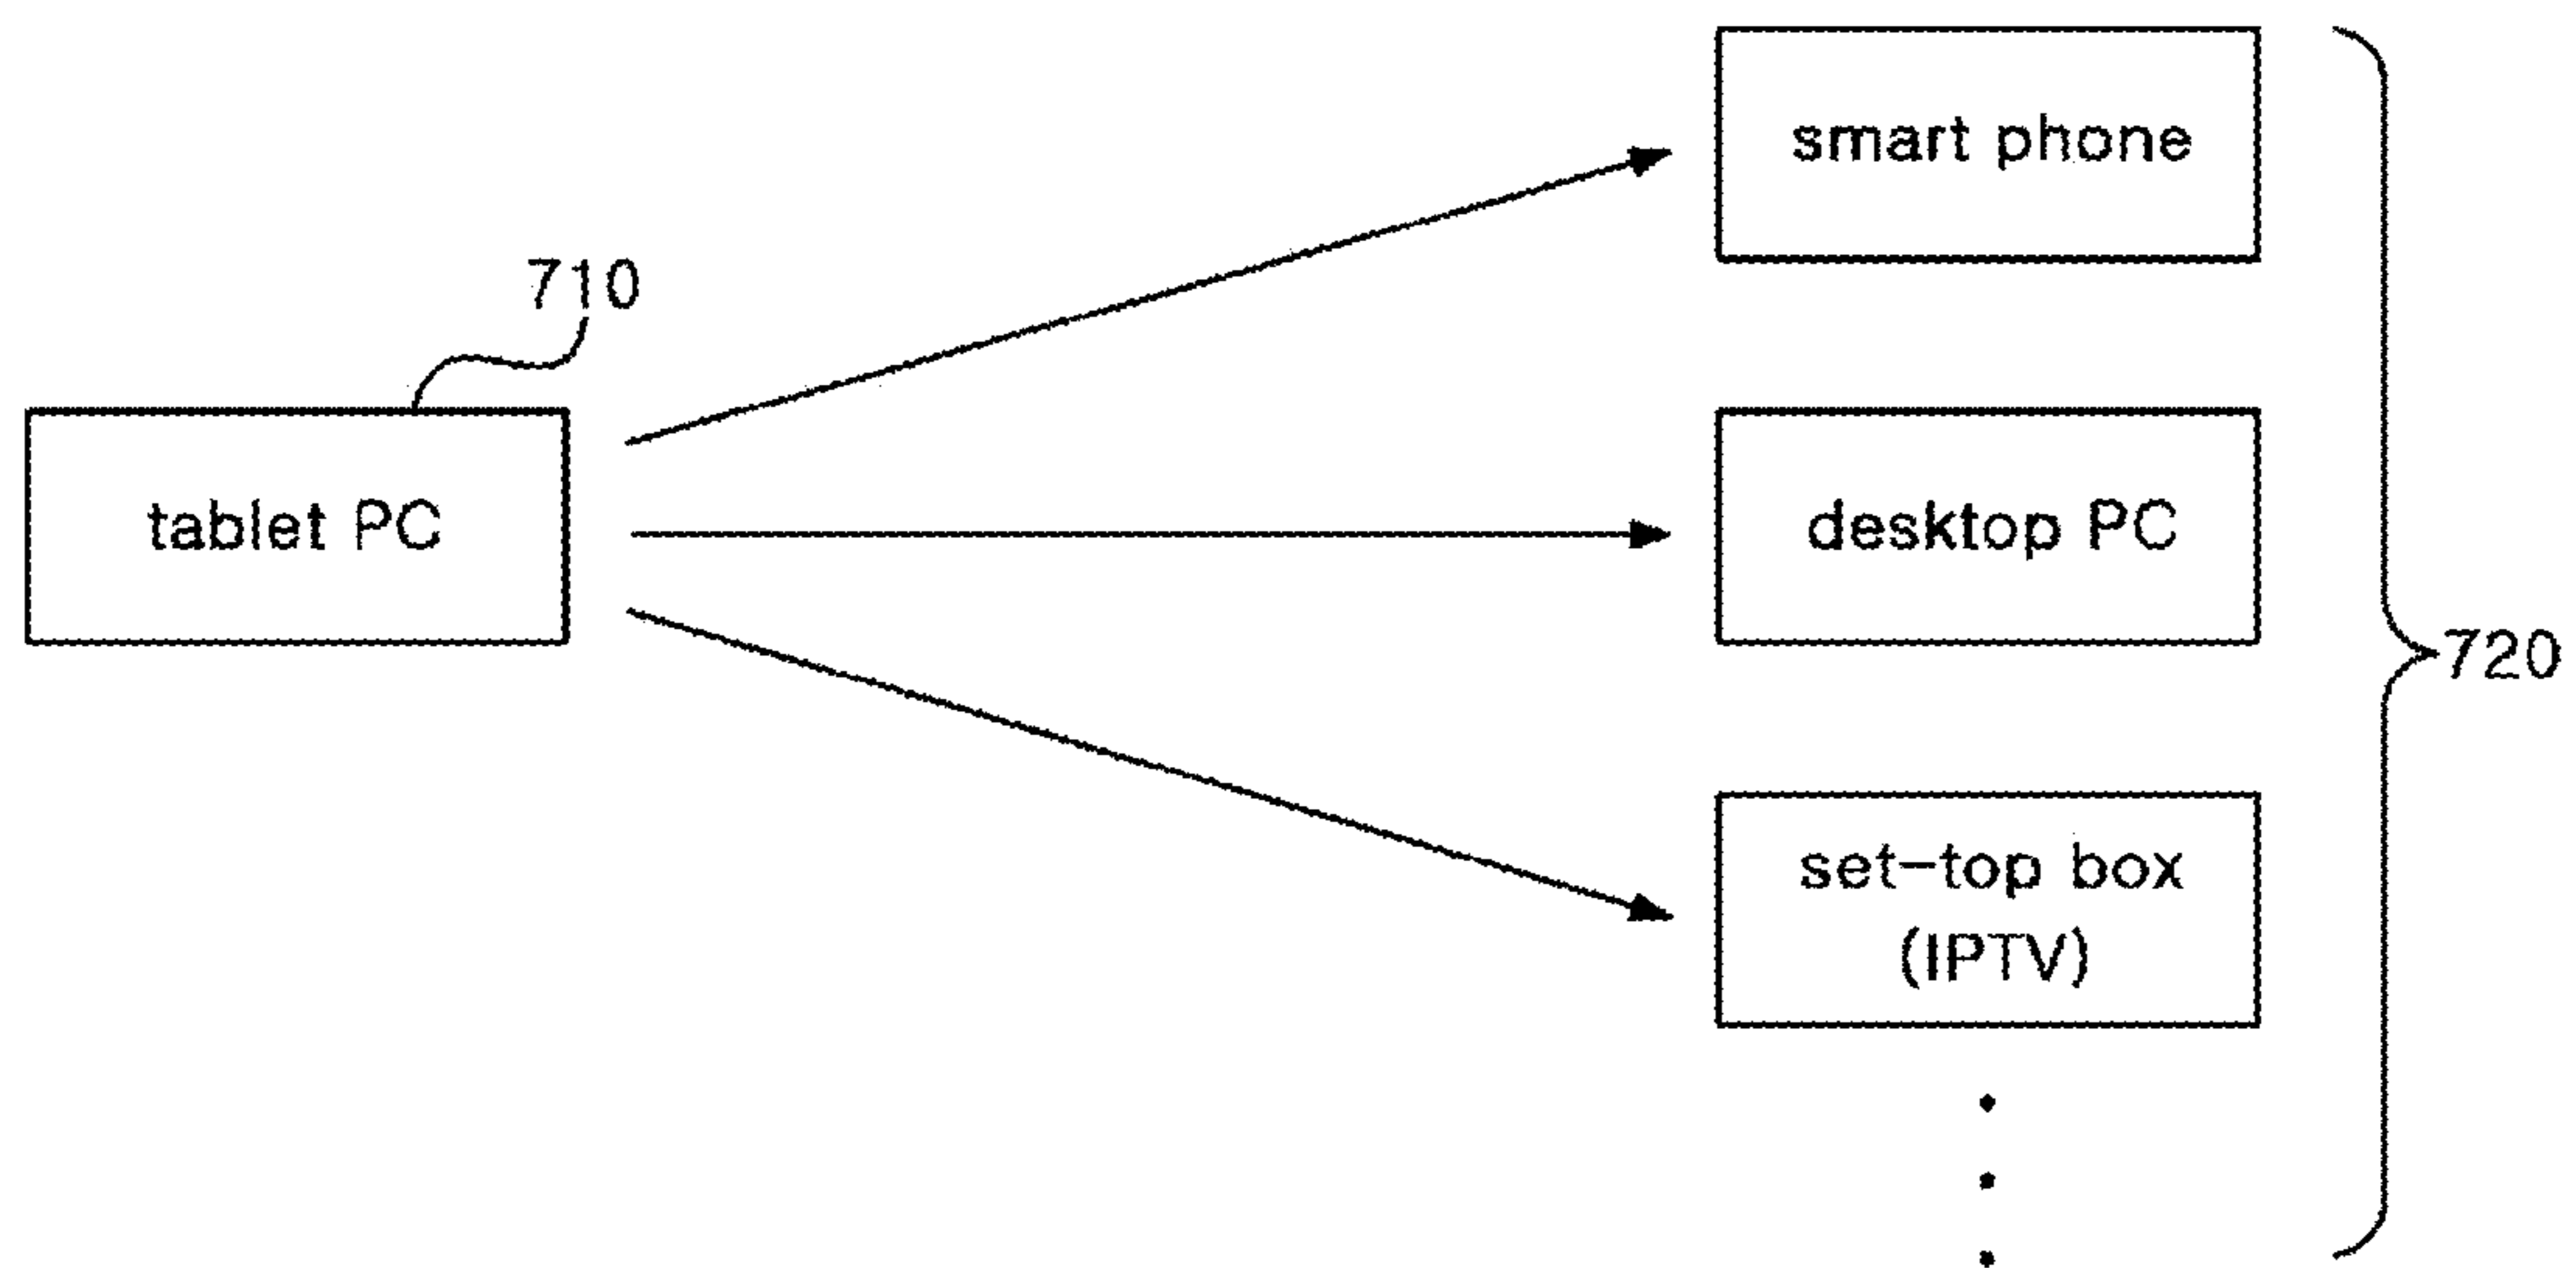 smart phone
710
tablet PC
desktop PC
720
set-top box
(IPTV)